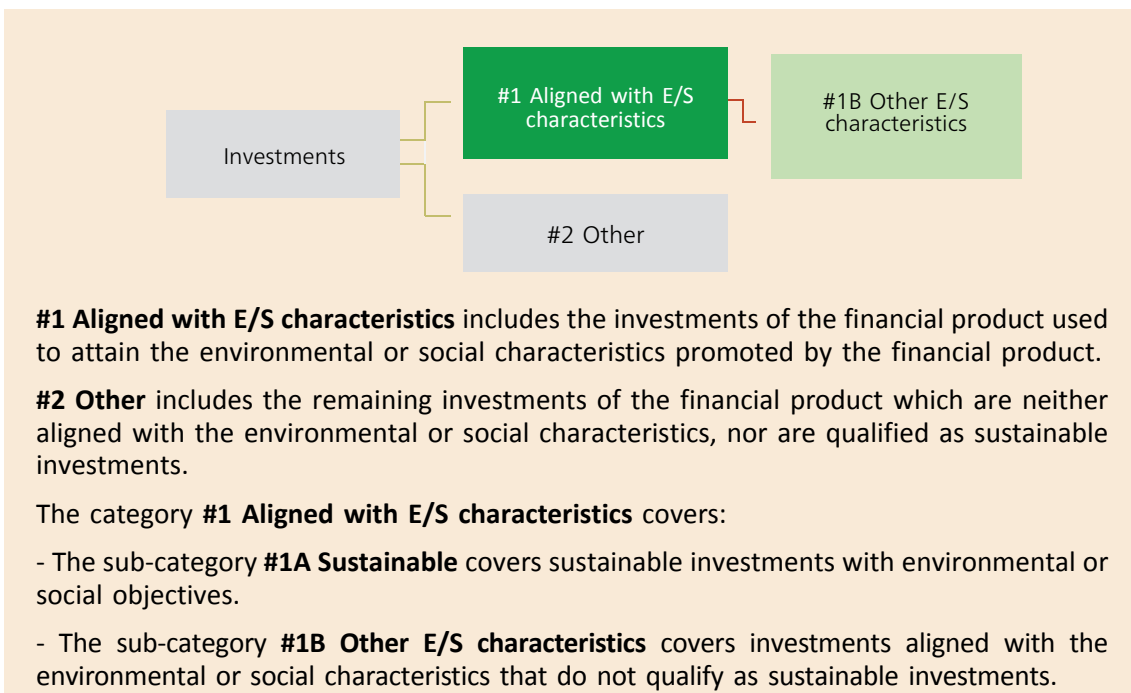 #1 Aligned with E/S
characteristics
#1B Other E/S
characteristics
Investments
#2 Other
#1 Aligned with E/S characteristics includes the investments of the financial product used
to attain the environmental or social characteristics promoted by the financial product.
#2 Other includes the remaining investments of the financial product which are neither
aligned with the environmental or social characteristics, nor are qualified as sustainable
investments.
The category #1 Aligned with E/S characteristics covers:
- The sub-category #1A Sustainable covers sustainable investments with environmental or
social objectives.
- The sub-category #1B Other E/S characteristics covers investments aligned with the
environmental or social characteristics that do not qualify as sustainable investments.